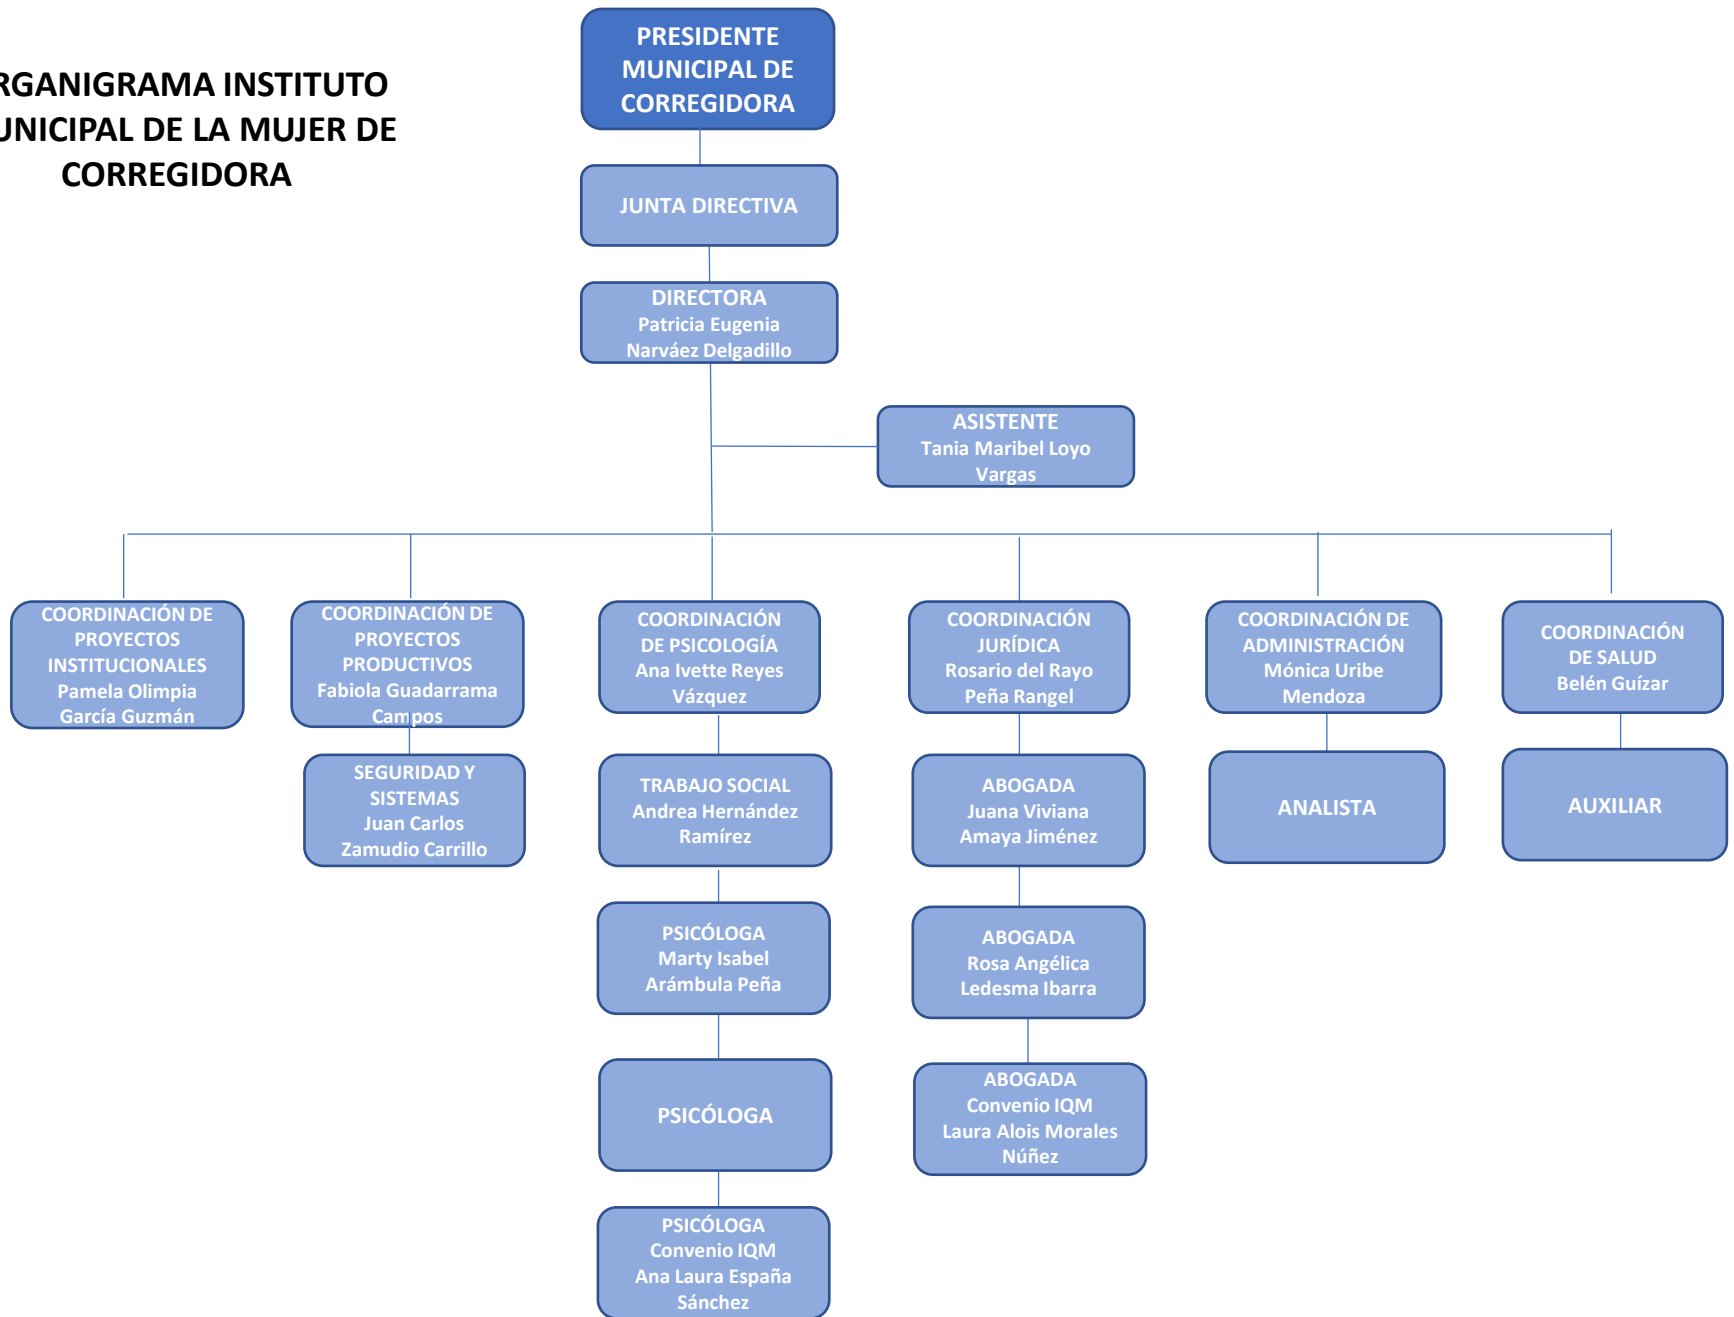 RGANIGRAMA INSTITUTO
UNICIPAL DE LA MUJER DE
CORREGIDORA
PRESIDENTE
MUNICIPAL DE
CORREGIDORA
JUNTA DIRECTIVA
DIRECTORA
Patricia Eugenia
Narváez Delgadillo
ASISTENTE
Tania Maribel Loyo
Vargas
COORDINACIÓN DE
PROYECTOS
INSTITUCIONALES
Pamela Olimpia
García Guzmán
COORDINACIÓN DE
PROYECTOS
PRODUCTIVOS
Fabiola Guadarrama
Campos
COORDINACIÓN
DE PSICOLOGÍA
Ana Ivette Reyes
Vázquez
COORDINACIÓN
JURÍDICA
Rosario del Rayo
Peña Rangel
COORDINACIÓN DE
ADMINISTRACIÓN
Mónica Uribe
Mendoza
COORDINACIÓN
DE SALUD
Belén Guízar
SEGURIDAD Y
SISTEMAS
Juan Carlos
Zamudio Carrillo
TRABAJO SOCIAL
Andrea Hernández
Ramírez
ABOGADA
Juana Viviana
Amaya Jiménez
ANALISTA
AUXILIAR
PSICÓLOGA
Marty Isabel
Arámbula Peña
ABOGADA
Rosa Angélica
Ledesma Ibarra
PSICÓLOGA
ABOGADA
Convenio IQM
Laura Alois Morales
Núñez
PSICÓLOGA
Convenio IQM
Ana Laura España
Sánchez